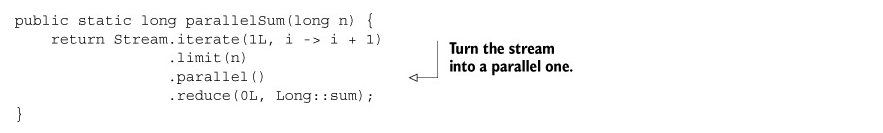 public static long parallelSum(long n) {
    return Stream.iterate(1L, i -> i + 1)
                 .limit(n)
                 .parallel()
                 .reduce(0L, Long::sum);
}
Turn the stream
into a parallel one.